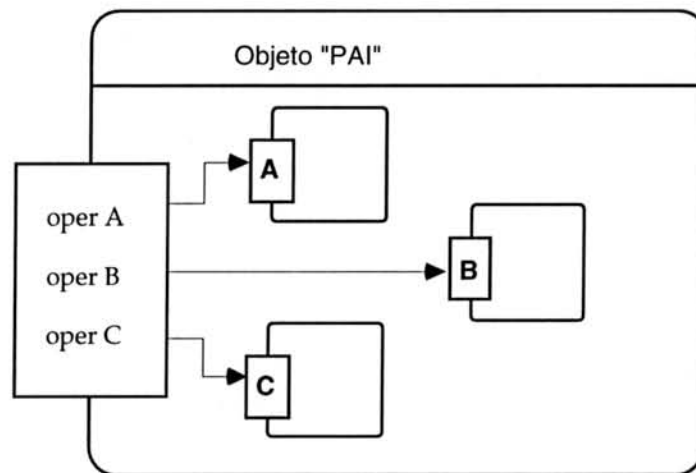 Objeto "PAI"
A
oper A
B
oper B
oper C
C